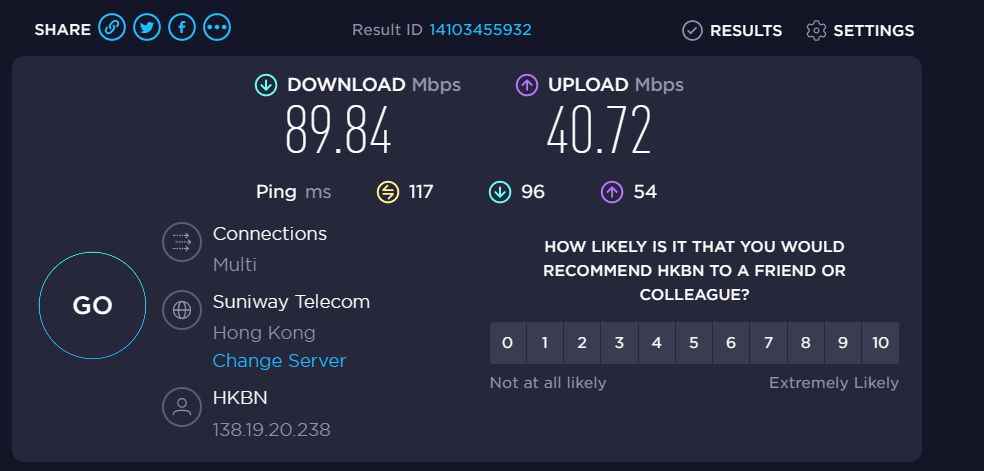 SHARE
Result ID 14103455932
RESULTS
SETTINGS
DOWNLOAD Mbps
89.84
UPLOAD Mbps
40.72
Ping ms 117 96 54
GO
Connections
Multi
Suniway Telecom
Hong Kong
Change Server
HKBN
138.19.20.238
HOW LIKELY IS IT THAT YOU WOULD
RECOMMEND HKBN TO A FRIEND OR
COLLEAGUE?
0 1 2 3 4 5 6 7 8 9 10
Not at all likely
Extremely Likely